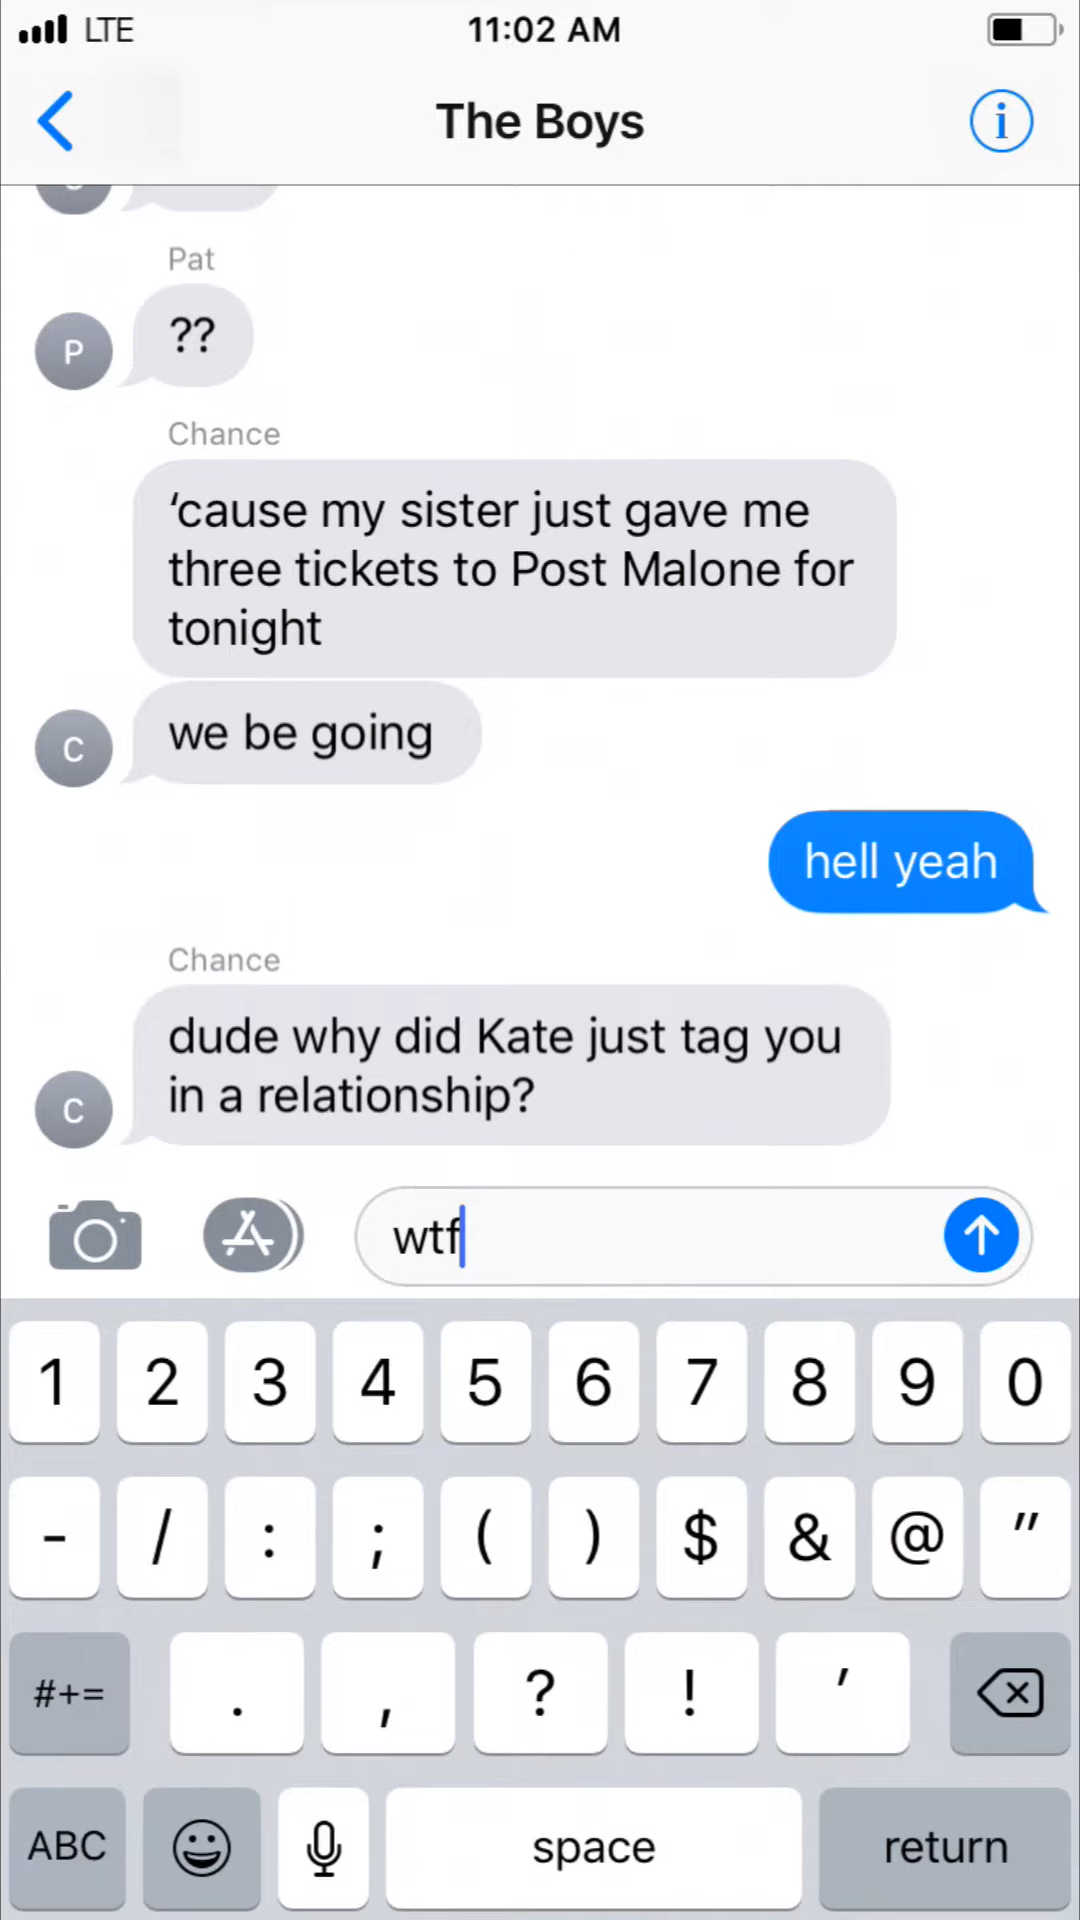 LTE
11:02 AM
The Boys
i
Pat
??
P
Chance
‘cause my sister just gave me
three tickets to Post Malone for
tonight
we be going
C
hell yeah
Chance
dude why did Kate just tag you
in a relationship?
C
wtf
1 2 3 4 5 6 7 8 9 0
- / : ; ( ) $ & @ "
#+= . , ? ! '
ABC space return